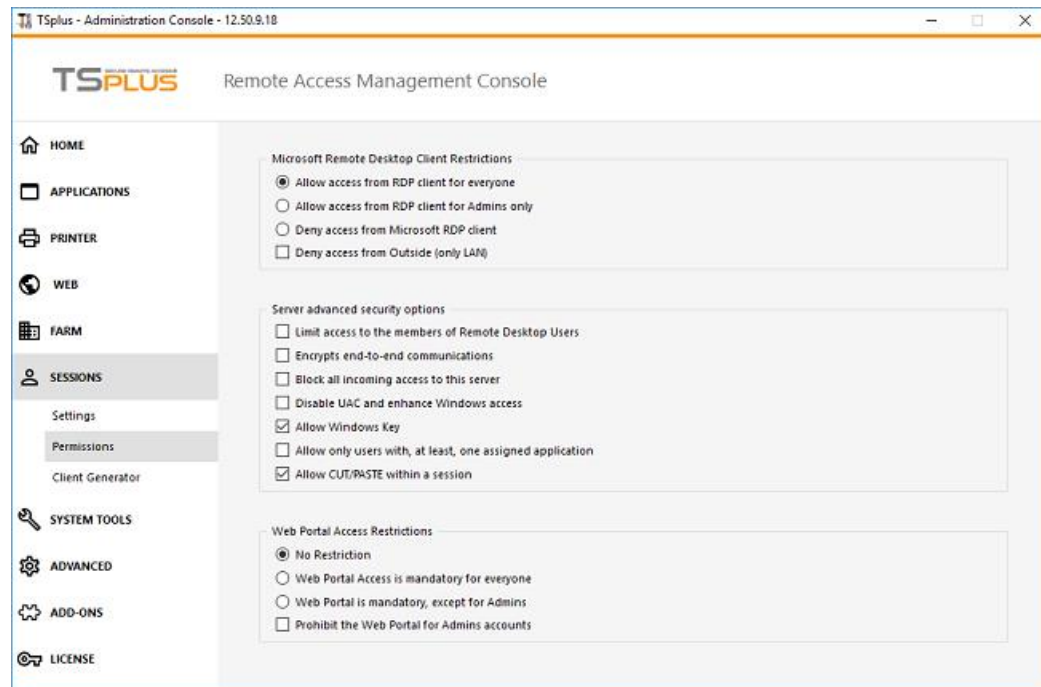 TSplus - Administration Console - 12.50.9.18
TSPLUS
Remote Access Management Console
HOME
APPLICATIONS
PRINTER
WEB
FARM
SESSIONS
Settings
Permissions
Client Generator
SYSTEM TOOLS
ADVANCED
ADD-ONS
LICENSE
Microsoft Remote Desktop Client Restrictions
Allow access from RDP client for everyone
Allow access from RDP client for Admins only
Deny access from Microsoft RDP client
Deny access from Outside (only LAN)
Server advanced security options
Limit access to the members of Remote Desktop Users
Encrypts end-to-end communications
Block all incoming access to this server
Disable UAC and enhance Windows access
Allow Windows Key
Allow only users with, at least, one assigned application
Allow CUT/PASTE within a session
Web Portal Access Restrictions
No Restriction
Web Portal Access is mandatory for everyone
Web Portal is mandatory, except for Admins
Prohibit the Web Portal for Admins accounts